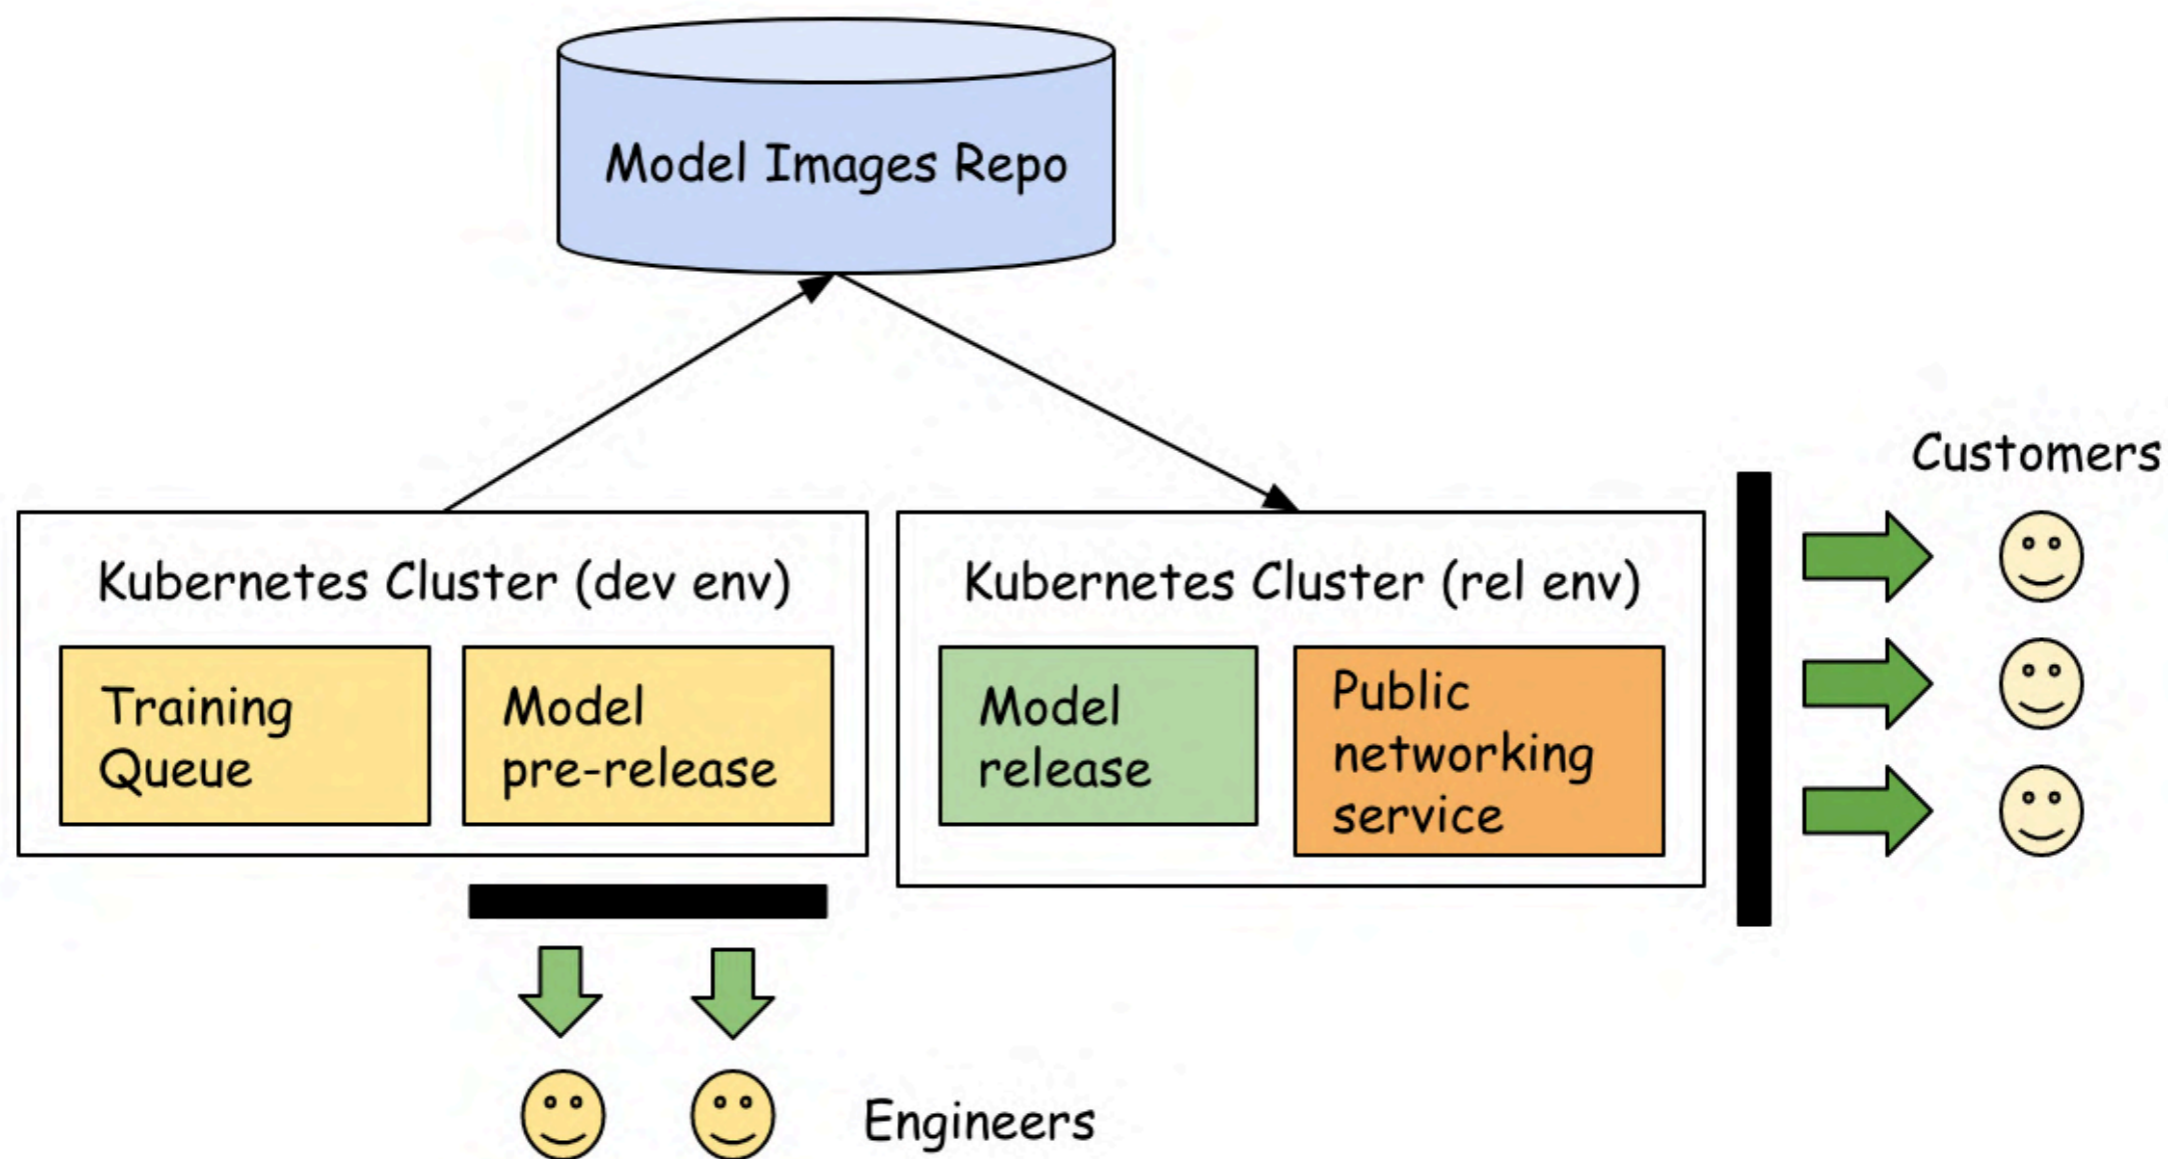 Model Images Repo
Customers
Kubernetes Cluster (dev env)
Training
Queue
Model
pre-release
Kubernetes Cluster (rel env)
Model
release
Public
networking
service
Engineers